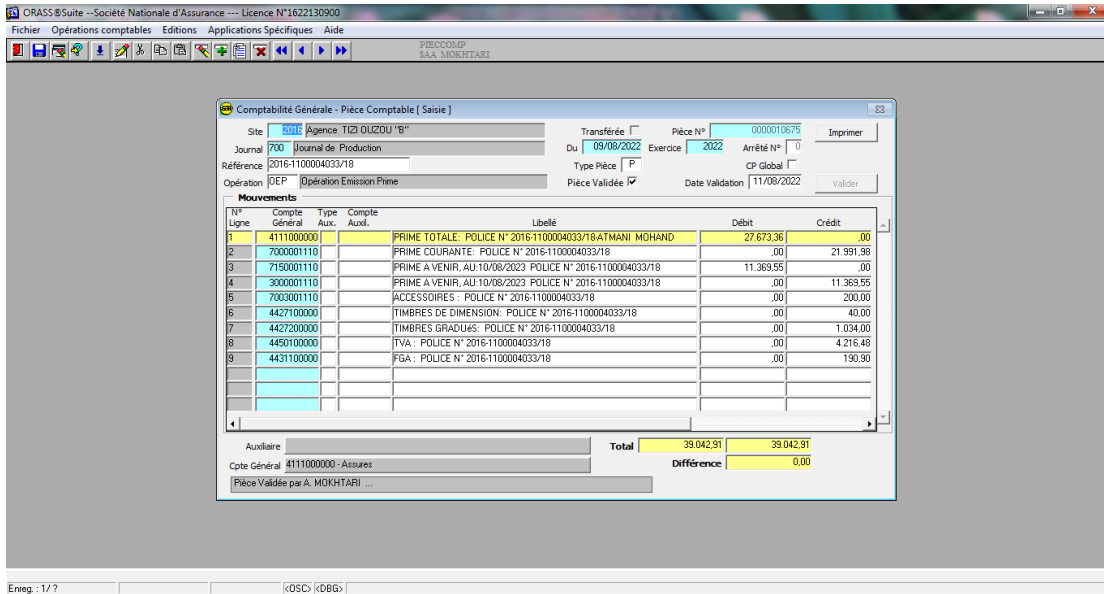 ORASS®Suite --Société Nationale d'Assurance --- Licence N°1622130900
Fichier Opérations comptables Editions Applications Spécifiques Aide
PIECCOMP
SAA MOKHTARI
Comptabilité Générale - Pièce Comptable [ Saisie ]
Site 2016 Agence TIZI OUZOU "B" Transférée Pièce N° 0000010675 Imprimer
Journal 700 Journal de Production Du 09/08/2022 Exercice 2022 Arrêté N° 0
Référence 2016-1100004033/18 Type Pièce P CP Global
Opération OEP Opération Emission Prime Pièce Validée Date Validation 11/08/2022 Valider
Mouvements
N° Ligne Compte Général Type Aux. Compte Auxil. Libellé Débit Crédit
1 4111000000 PRIME TOTALE: POLICE N° 2016-1100004033/18-ATMANI MOHAND 27.673,36 ,00
2 7000001110 PRIME COURANTE: POLICE N° 2016-1100004033/18 ,00 21.991,98
3 7150001110 PRIME A VENIR, AU:10/08/2023 POLICE N° 2016-1100004033/18 11.369,55 ,00
4 3000001110 PRIME A VENIR, AU:10/08/2023 POLICE N° 2016-1100004033/18 ,00 11.369,55
5 7003001110 ACCESSOIRES : POLICE N° 2016-1100004033/18 ,00 200,00
6 4427100000 TIMBRES DE DIMENSION: POLICE N° 2016-1100004033/18 ,00 40,00
7 4427200000 TIMBRES GRADUéS: POLICE N° 2016-1100004033/18 ,00 1.034,00
8 4450100000 TVA : POLICE N° 2016-1100004033/18 ,00 4.216,48
9 4431100000 FGA : POLICE N° 2016-1100004033/18 ,00 190,90
Auxiliaire Total 39.042,91 39.042,91
Cpte Général 4111000000 - Assures Différence 0,00
Pièce Validée par A. MOKHTARI ...
Enreg. : 1/ ? <OSC> <DBG>